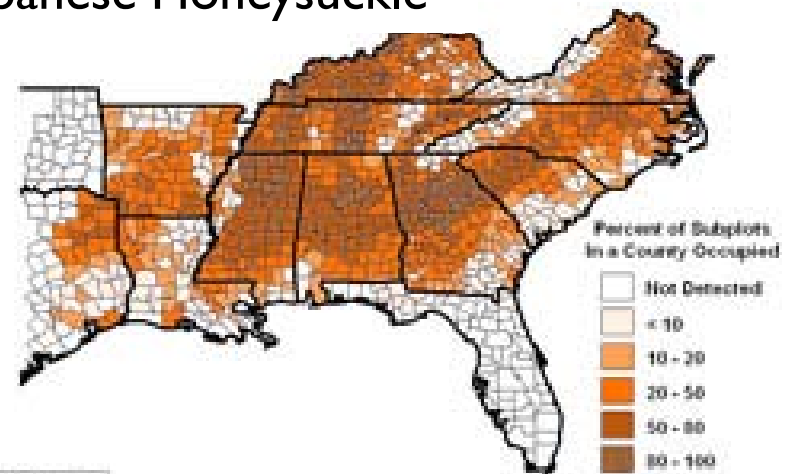 panese Honeysuckle
Percent of Subplots
In a County Occupied
Not Detected
< 10
10 - 20
20 - 50
50 - 80
80 - 100